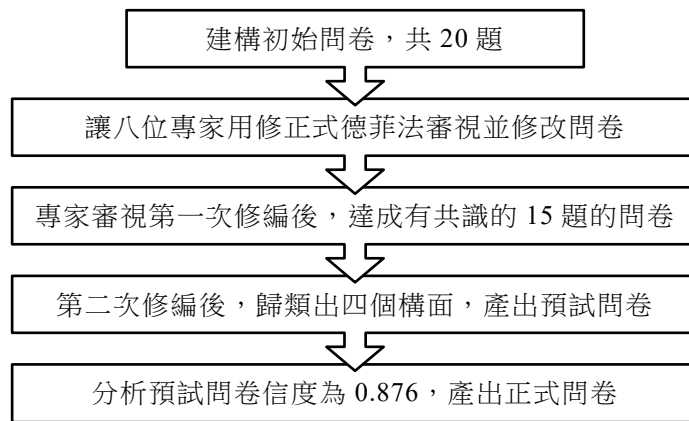 建構初始問卷，共 20 題
讓八位專家用修正式德菲法審視並修改問卷
專家審視第一次修編後，達成有共識的 15 題的問卷
第二次修編後，歸類出四個構面，產出預試問卷
分析預試問卷信度為 0.876，產出正式問卷